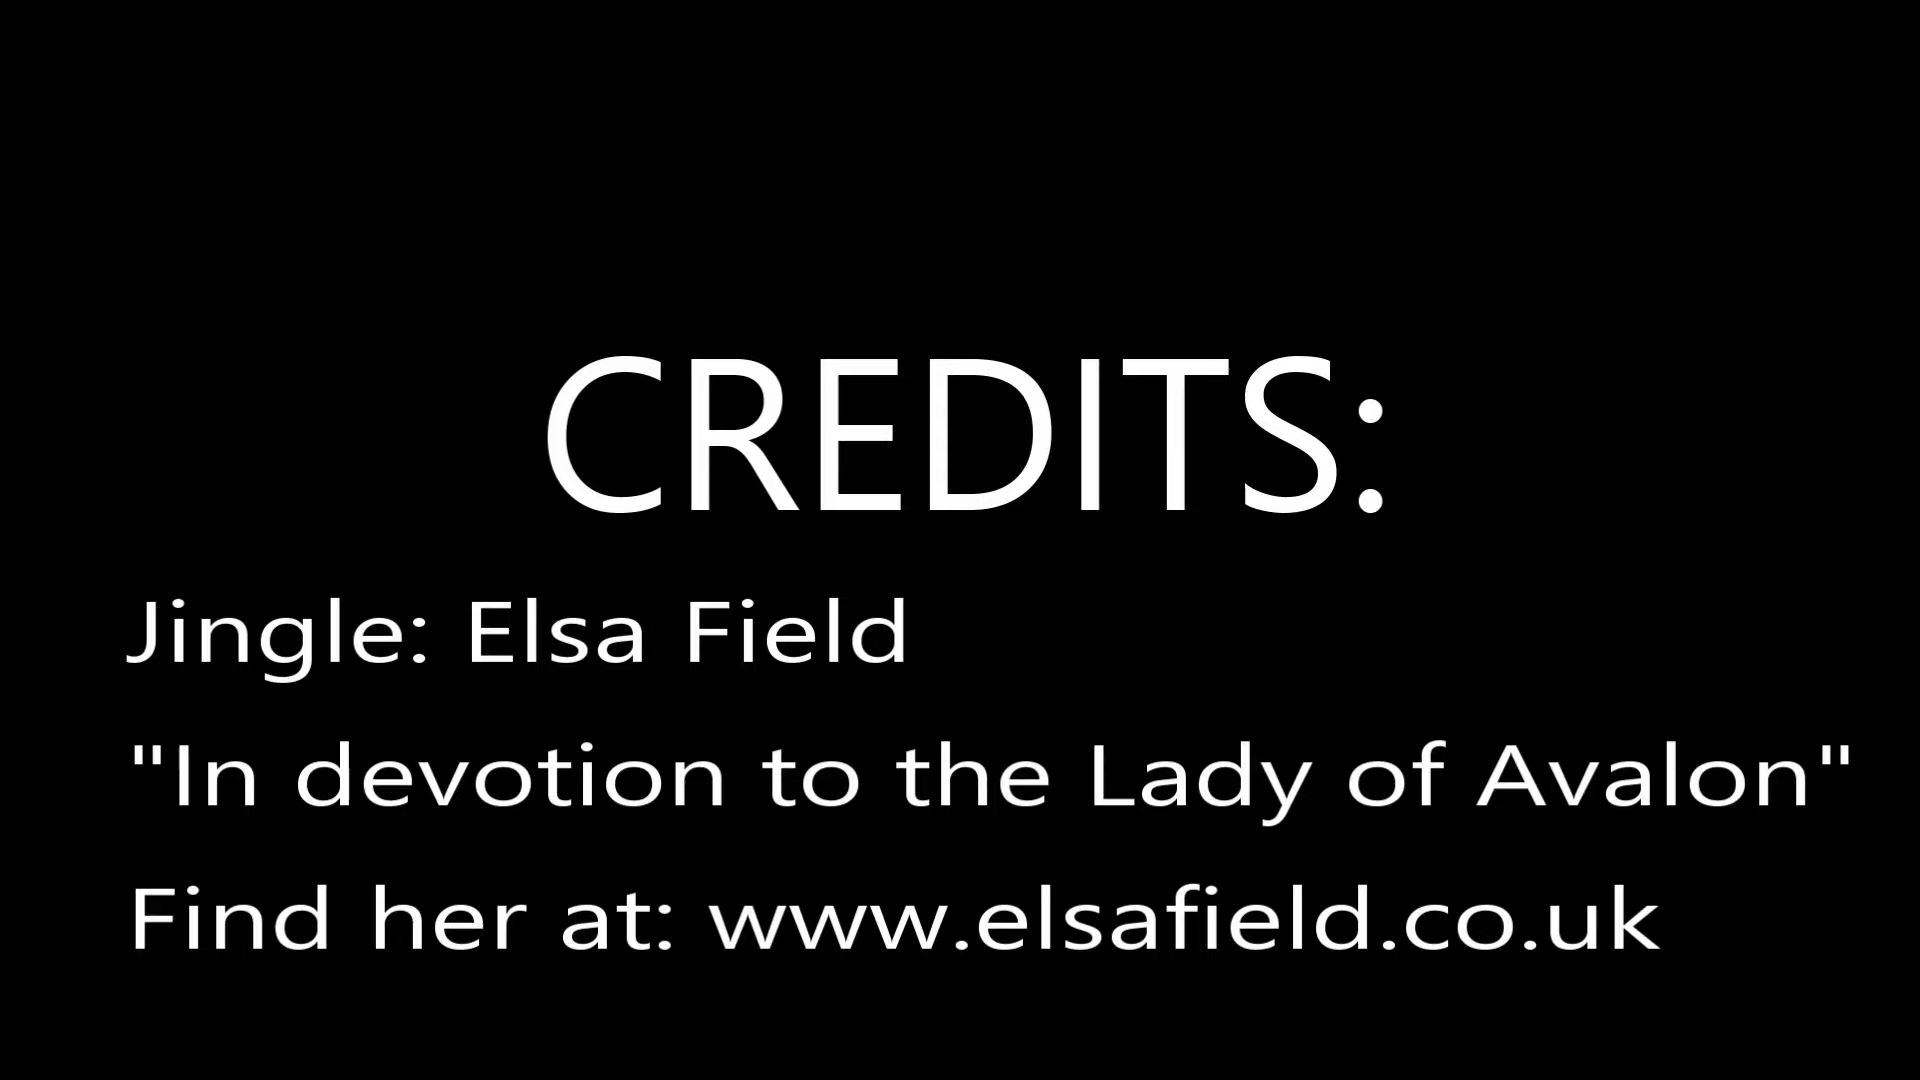 CREDITS:
Jingle: Elsa Field
"In devotion to the Lady of Avalon"
Find her at: www.elsafield.co.uk